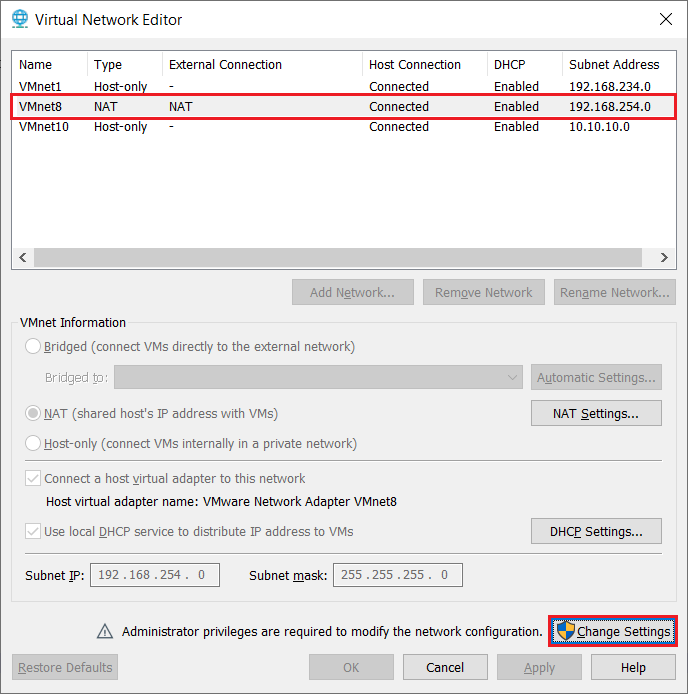 Virtual Network Editor
Name Type External Connection Host Connection DHCP Subnet Address
VMnet1 Host-only - Connected Enabled 192.168.234.0
VMnet8 NAT NAT Connected Enabled 192.168.254.0
VMnet10 Host-only - Connected Enabled 10.10.10.0
Add Network... Remove Network Rename Network...
VMnet Information
Bridged (connect VMs directly to the external network)
Bridged to: Automatic Settings...
NAT (shared host's IP address with VMs) NAT Settings...
Host-only (connect VMs internally in a private network)
Connect a host virtual adapter to this network
Host virtual adapter name: VMware Network Adapter VMnet8
Use local DHCP service to distribute IP address to VMs DHCP Settings...
Subnet IP: 192 . 168 . 254 . 0 Subnet mask: 255 . 255 . 255 . 0
Administrator privileges are required to modify the network configuration. Change Settings
Restore Defaults OK Cancel Apply Help